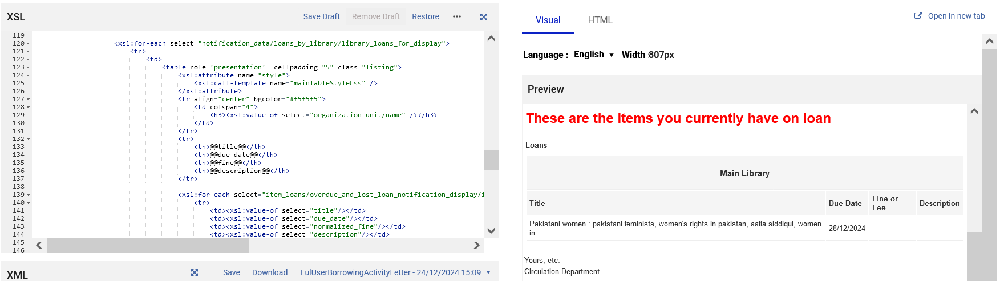 XSL
Save Draft Remove Draft Restore •••
119
120 <xsl:for-each select="notification_data/loans_by_library/library_loans_for_display">
121 <tr>
122 <td>
123 <table role='presentation'  cellpadding="5" class="listing">
124 <xsl:attribute name="style">
125 <xsl:call-template name="mainTableStyleCss" />
126 </xsl:attribute>
127 <tr align="center" bgcolor="#f5f5f5">
128 <td colspan="4">
129 <h3><xsl:value-of select="organization_unit/name" /></h3>
130 </td>
131 </tr>
132 <tr>
133 <th>@@title@@</th>
134 <th>@@due_date@@</th>
135 <th>@@fine@@</th>
136 <th>@@description@@</th>
137 </tr>
138
139 <xsl:for-each select="item_loans/overdue_and_lost_loan_notification_display/i
140 <tr>
141 <td><xsl:value-of select="title"/></td>
142 <td><xsl:value-of select="due_date"/></td>
143 <td><xsl:value-of select="normalized_fine"/></td>
144 <td><xsl:value-of select="description"/></td>
145
146
XML
Save Download FulUserBorrowingActivityLetter - 24/12/2024 15:09
Visual HTML
Open in new tab
Language : English Width :807px
Preview
These are the items you currently have on loan
Loans
Main Library
Title Due Date Fine or Fee Description
Pakistani women : pakistani feminists, women's rights in pakistan, aafia siddiqui, women
in. 28/12/2024
Yours, etc.
Circulation Department